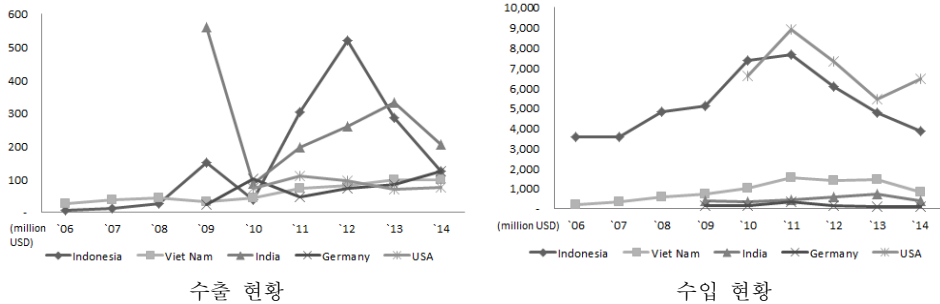 600
500
400
300
200
100
-
(million USD)
`06 `07 `08 `09 `10 `11 `12 `13 `14
Indonesia Viet Nam India Germany USA
수출 현황
10,000
9,000
8,000
7,000
6,000
5,000
4,000
3,000
2,000
1,000
-
(million USD) `06 `07 `08 `09 `10 `11 `12 `13 `14
Indonesia Viet Nam India Germany USA
수입 현황